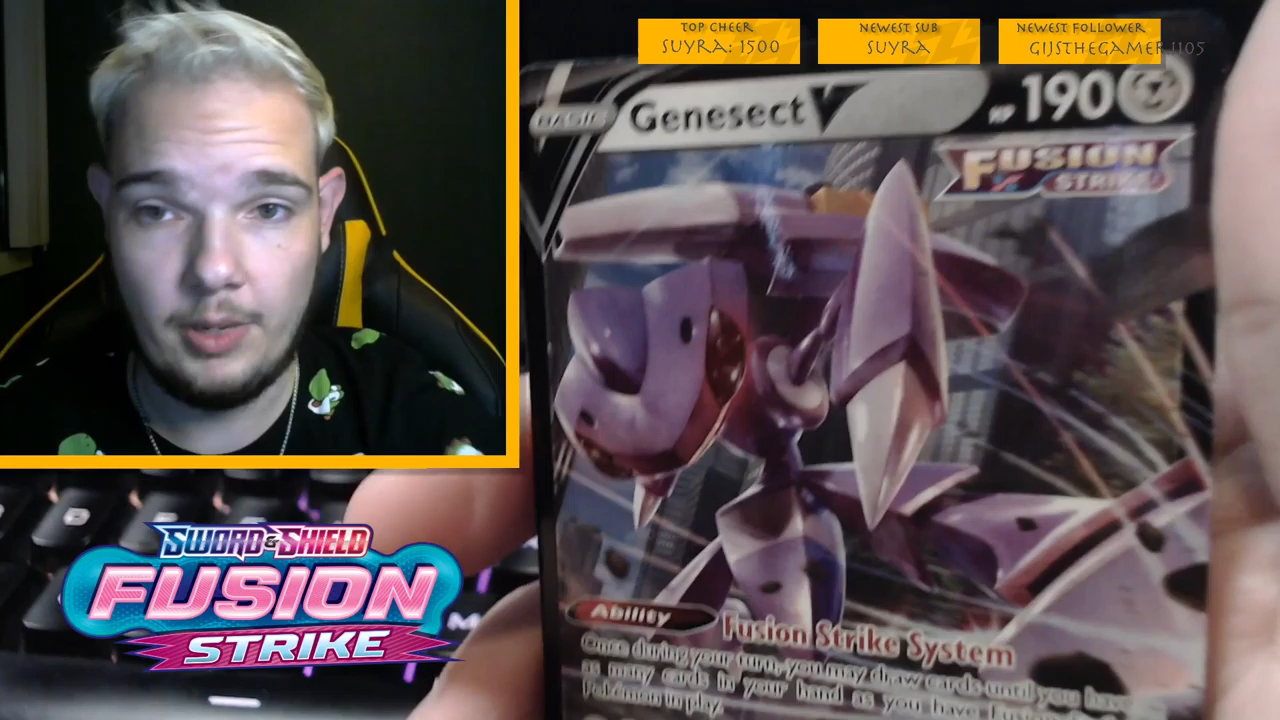 TOP CHEER
SUYRA: 1500
NEWEST SUB
SUYRA
NEWEST FOLLOWER
GIJSTHEGAMER1105
BASIC
Genesect V
HP 190
FUSION
STRIKE
Ability
Fusion Strike System
Once during your turn, you may draw cards until you have
as many cards in your hand as you have Fusion
Pokémon in play.
SWORD & SHIELD
FUSION
STRIKE